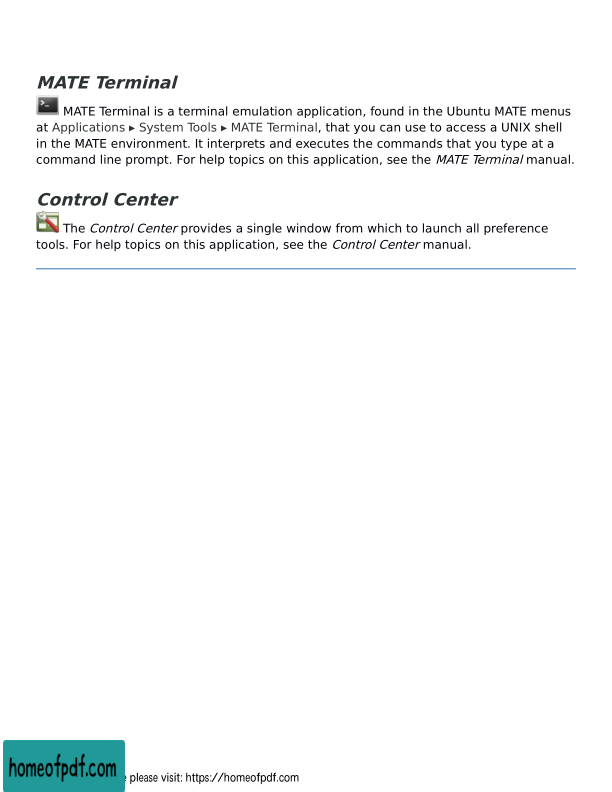 MATE Terminal
MATE Terminal is a terminal emulation application, found in the Ubuntu MATE menus
at Applications ▸ System Tools ▸ MATE Terminal, that you can use to access a UNIX shell
in the MATE environment. It interprets and executes the commands that you type at a
command line prompt. For help topics on this application, see the MATE Terminal manual.
Control Center
The Control Center provides a single window from which to launch all preference
tools. For help topics on this application, see the Control Center manual.
homeofpdf.com
please visit: https://homeofpdf.com